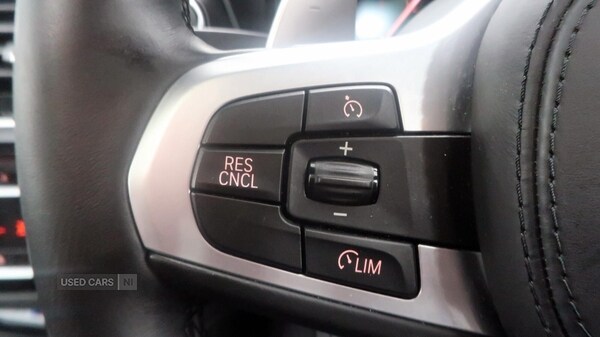 +
RES
CNCL
−
LIM
USED CARS NI